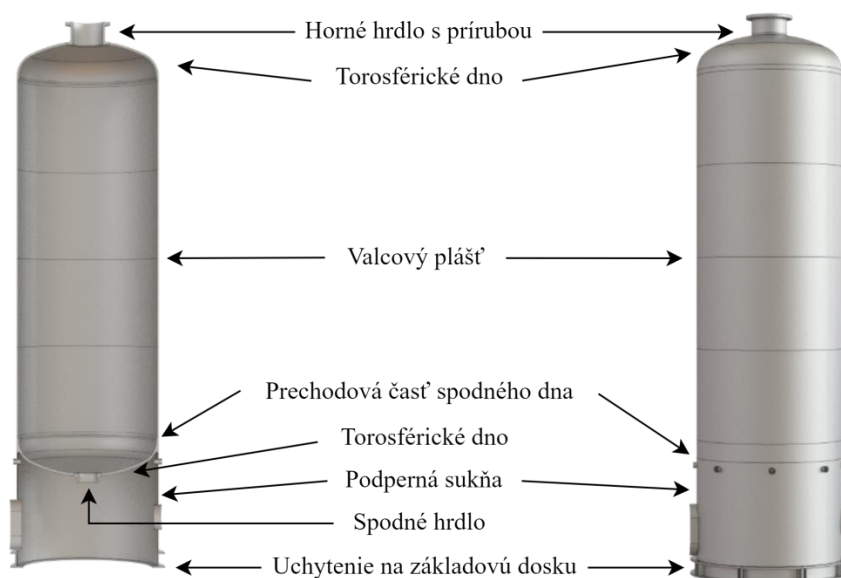 Horné hrdlo s prírubou
Torosférické dno
Valcový plášť
Prechodová časť spodného dna
Torosférické dno
Podperná sukňa
Spodné hrdlo
Uchytenie na základovú dosku